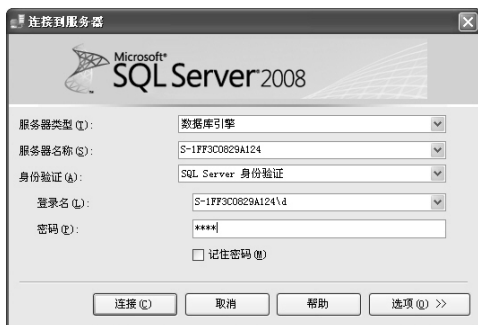 连接到服务器
Microsoft
SQL Server 2008
服务器类型(T): 数据库引擎
服务器名称(S): S-1FF3C0829A124
身份验证(A): SQL Server 身份验证
登录名(L): S-1FF3C0829A124\d
密码(P): ****
记住密码(M)
连接(C) 取消 帮助 选项(O) >>